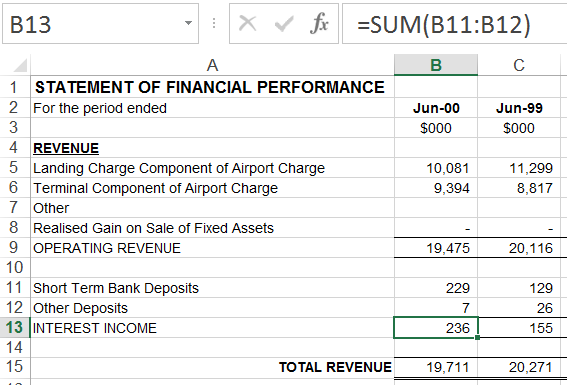 B13 fx =SUM(B11:B12)
A B C
1 STATEMENT OF FINANCIAL PERFORMANCE
2 For the period ended Jun-00 Jun-99
3 $000 $000
4 REVENUE
5 Landing Charge Component of Airport Charge 10,081 11,299
6 Terminal Component of Airport Charge 9,394 8,817
7 Other
8 Realised Gain on Sale of Fixed Assets - -
9 OPERATING REVENUE 19,475 20,116
10
11 Short Term Bank Deposits 229 129
12 Other Deposits 7 26
13 INTEREST INCOME 236 155
14
15 TOTAL REVENUE 19,711 20,271